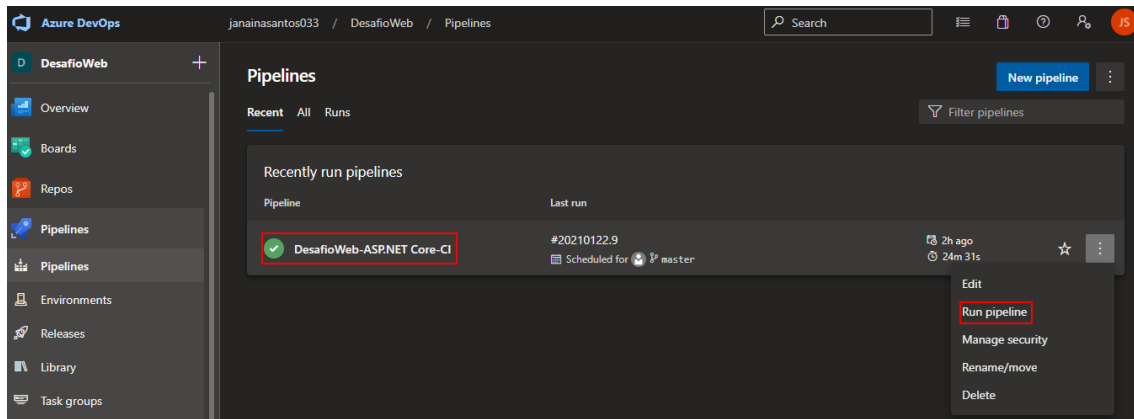 Azure DevOps
janainasantos033 / DesafioWeb / Pipelines
Search
JS
D DesafioWeb
Overview
Boards
Repos
Pipelines
Pipelines
Environments
Releases
Library
Task groups
Pipelines
New pipeline
Recent All Runs
Filter pipelines
Recently run pipelines
Pipeline Last run
DesafioWeb-ASP.NET Core-CI
#20210122.9
Scheduled for master
2h ago
24m 31s
Edit
Run pipeline
Manage security
Rename/move
Delete